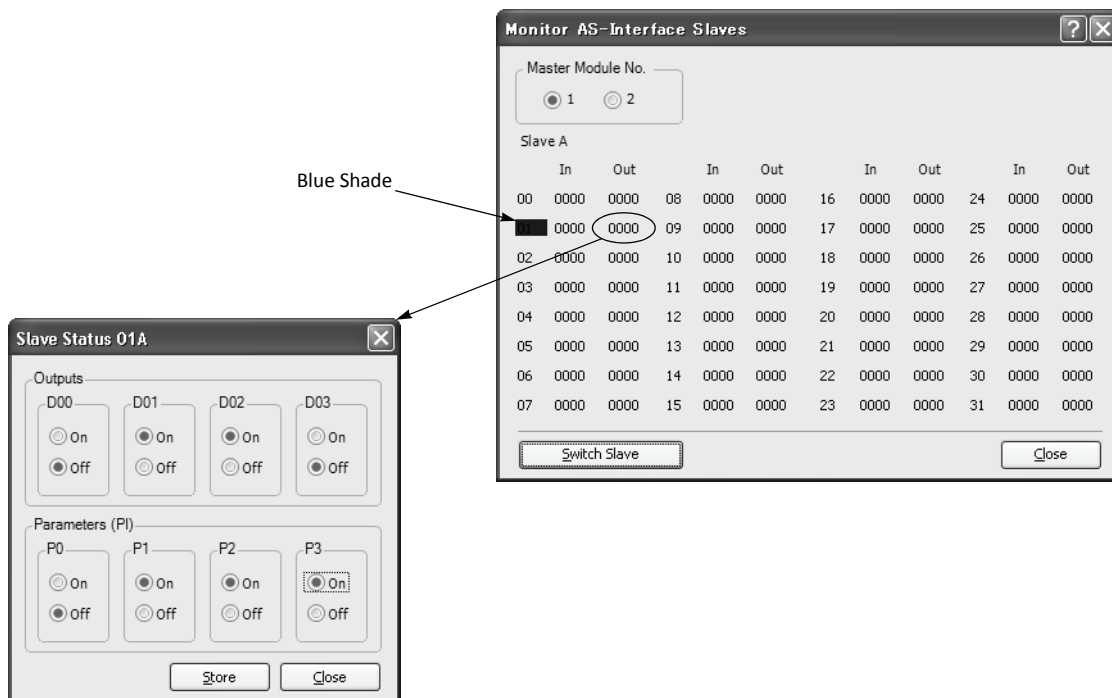 Monitor AS-Interface Slaves
Master Module No.
1 2
Slave A
In Out In Out In Out In Out
00 0000 0000 08 0000 0000 16 0000 0000 24 0000 0000
Blue Shade
01 0000 0000 09 0000 0000 17 0000 0000 25 0000 0000
02 0000 0000 10 0000 0000 18 0000 0000 26 0000 0000
03 0000 0000 11 0000 0000 19 0000 0000 27 0000 0000
04 0000 0000 12 0000 0000 20 0000 0000 28 0000 0000
05 0000 0000 13 0000 0000 21 0000 0000 29 0000 0000
06 0000 0000 14 0000 0000 22 0000 0000 30 0000 0000
07 0000 0000 15 0000 0000 23 0000 0000 31 0000 0000
Switch Slave Close
Slave Status 01A
Outputs
D00 D01 D02 D03
On On On On
Off Off Off Off
Parameters (PI)
P0 P1 P2 P3
On On On On
Off Off Off Off
Store Close